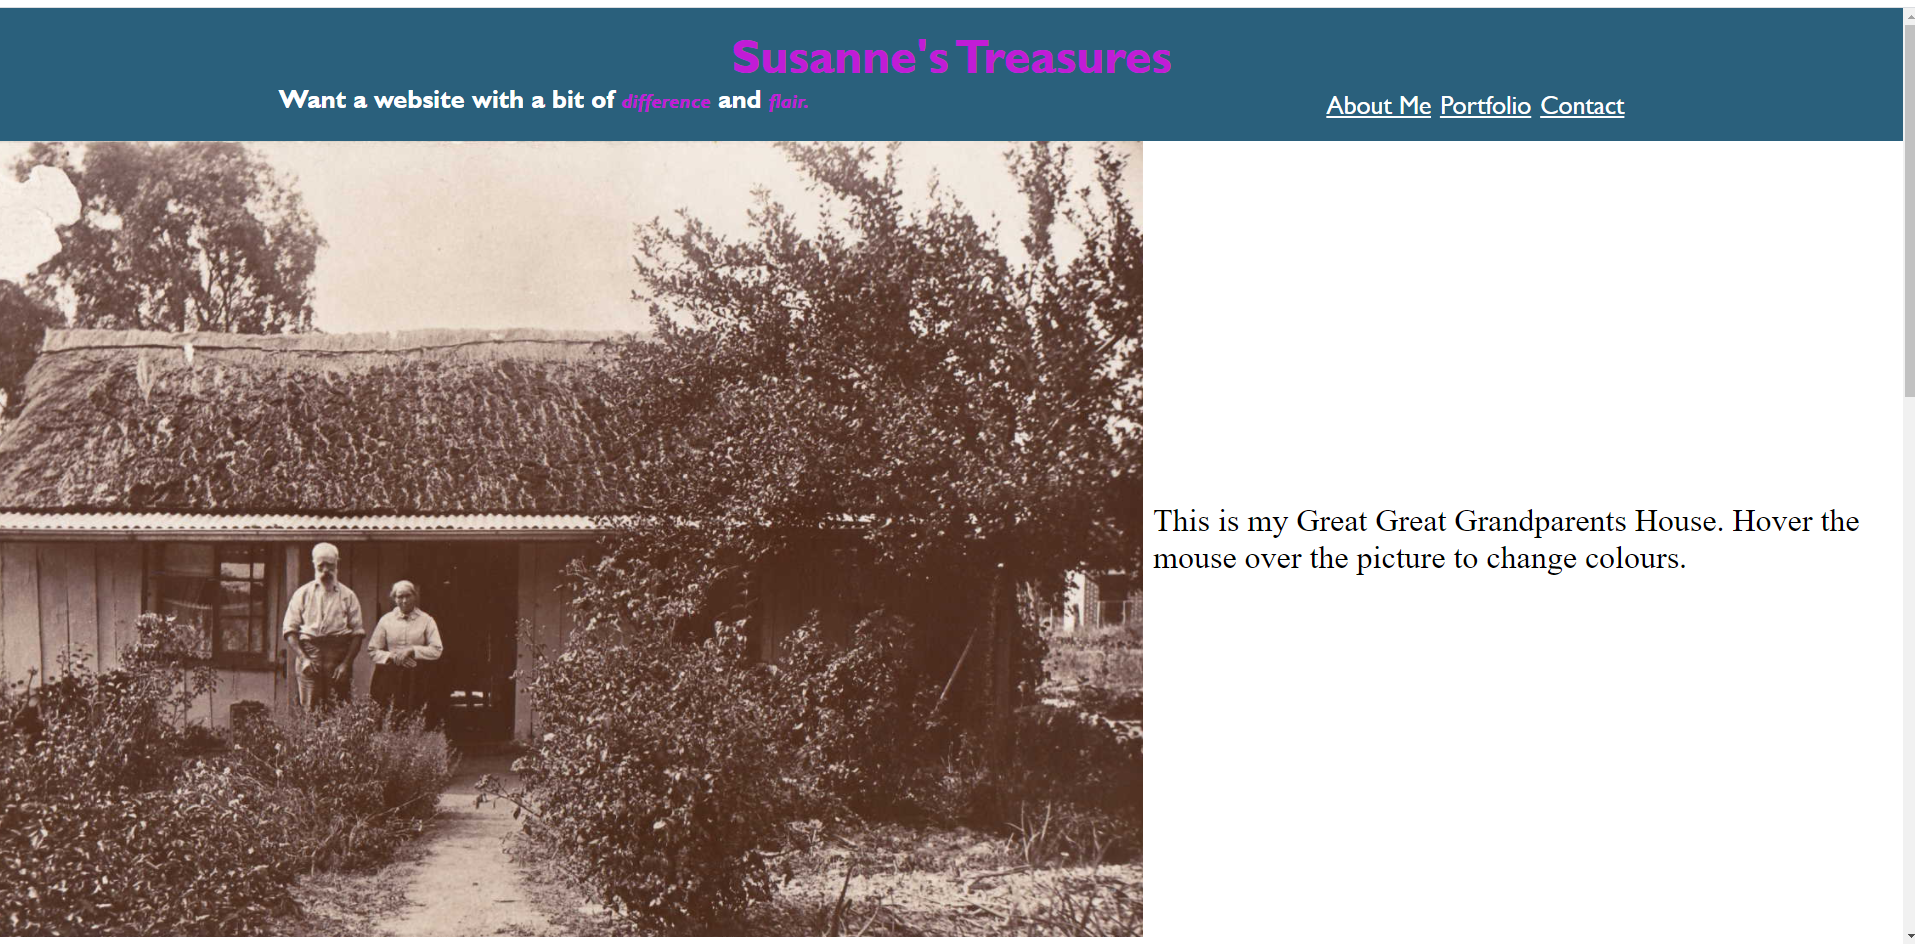 Susanne's Treasures
Want a website with a bit of difference and flair.
About Me Portfolio Contact
This is my Great Great Grandparents House. Hover the
mouse over the picture to change colours.